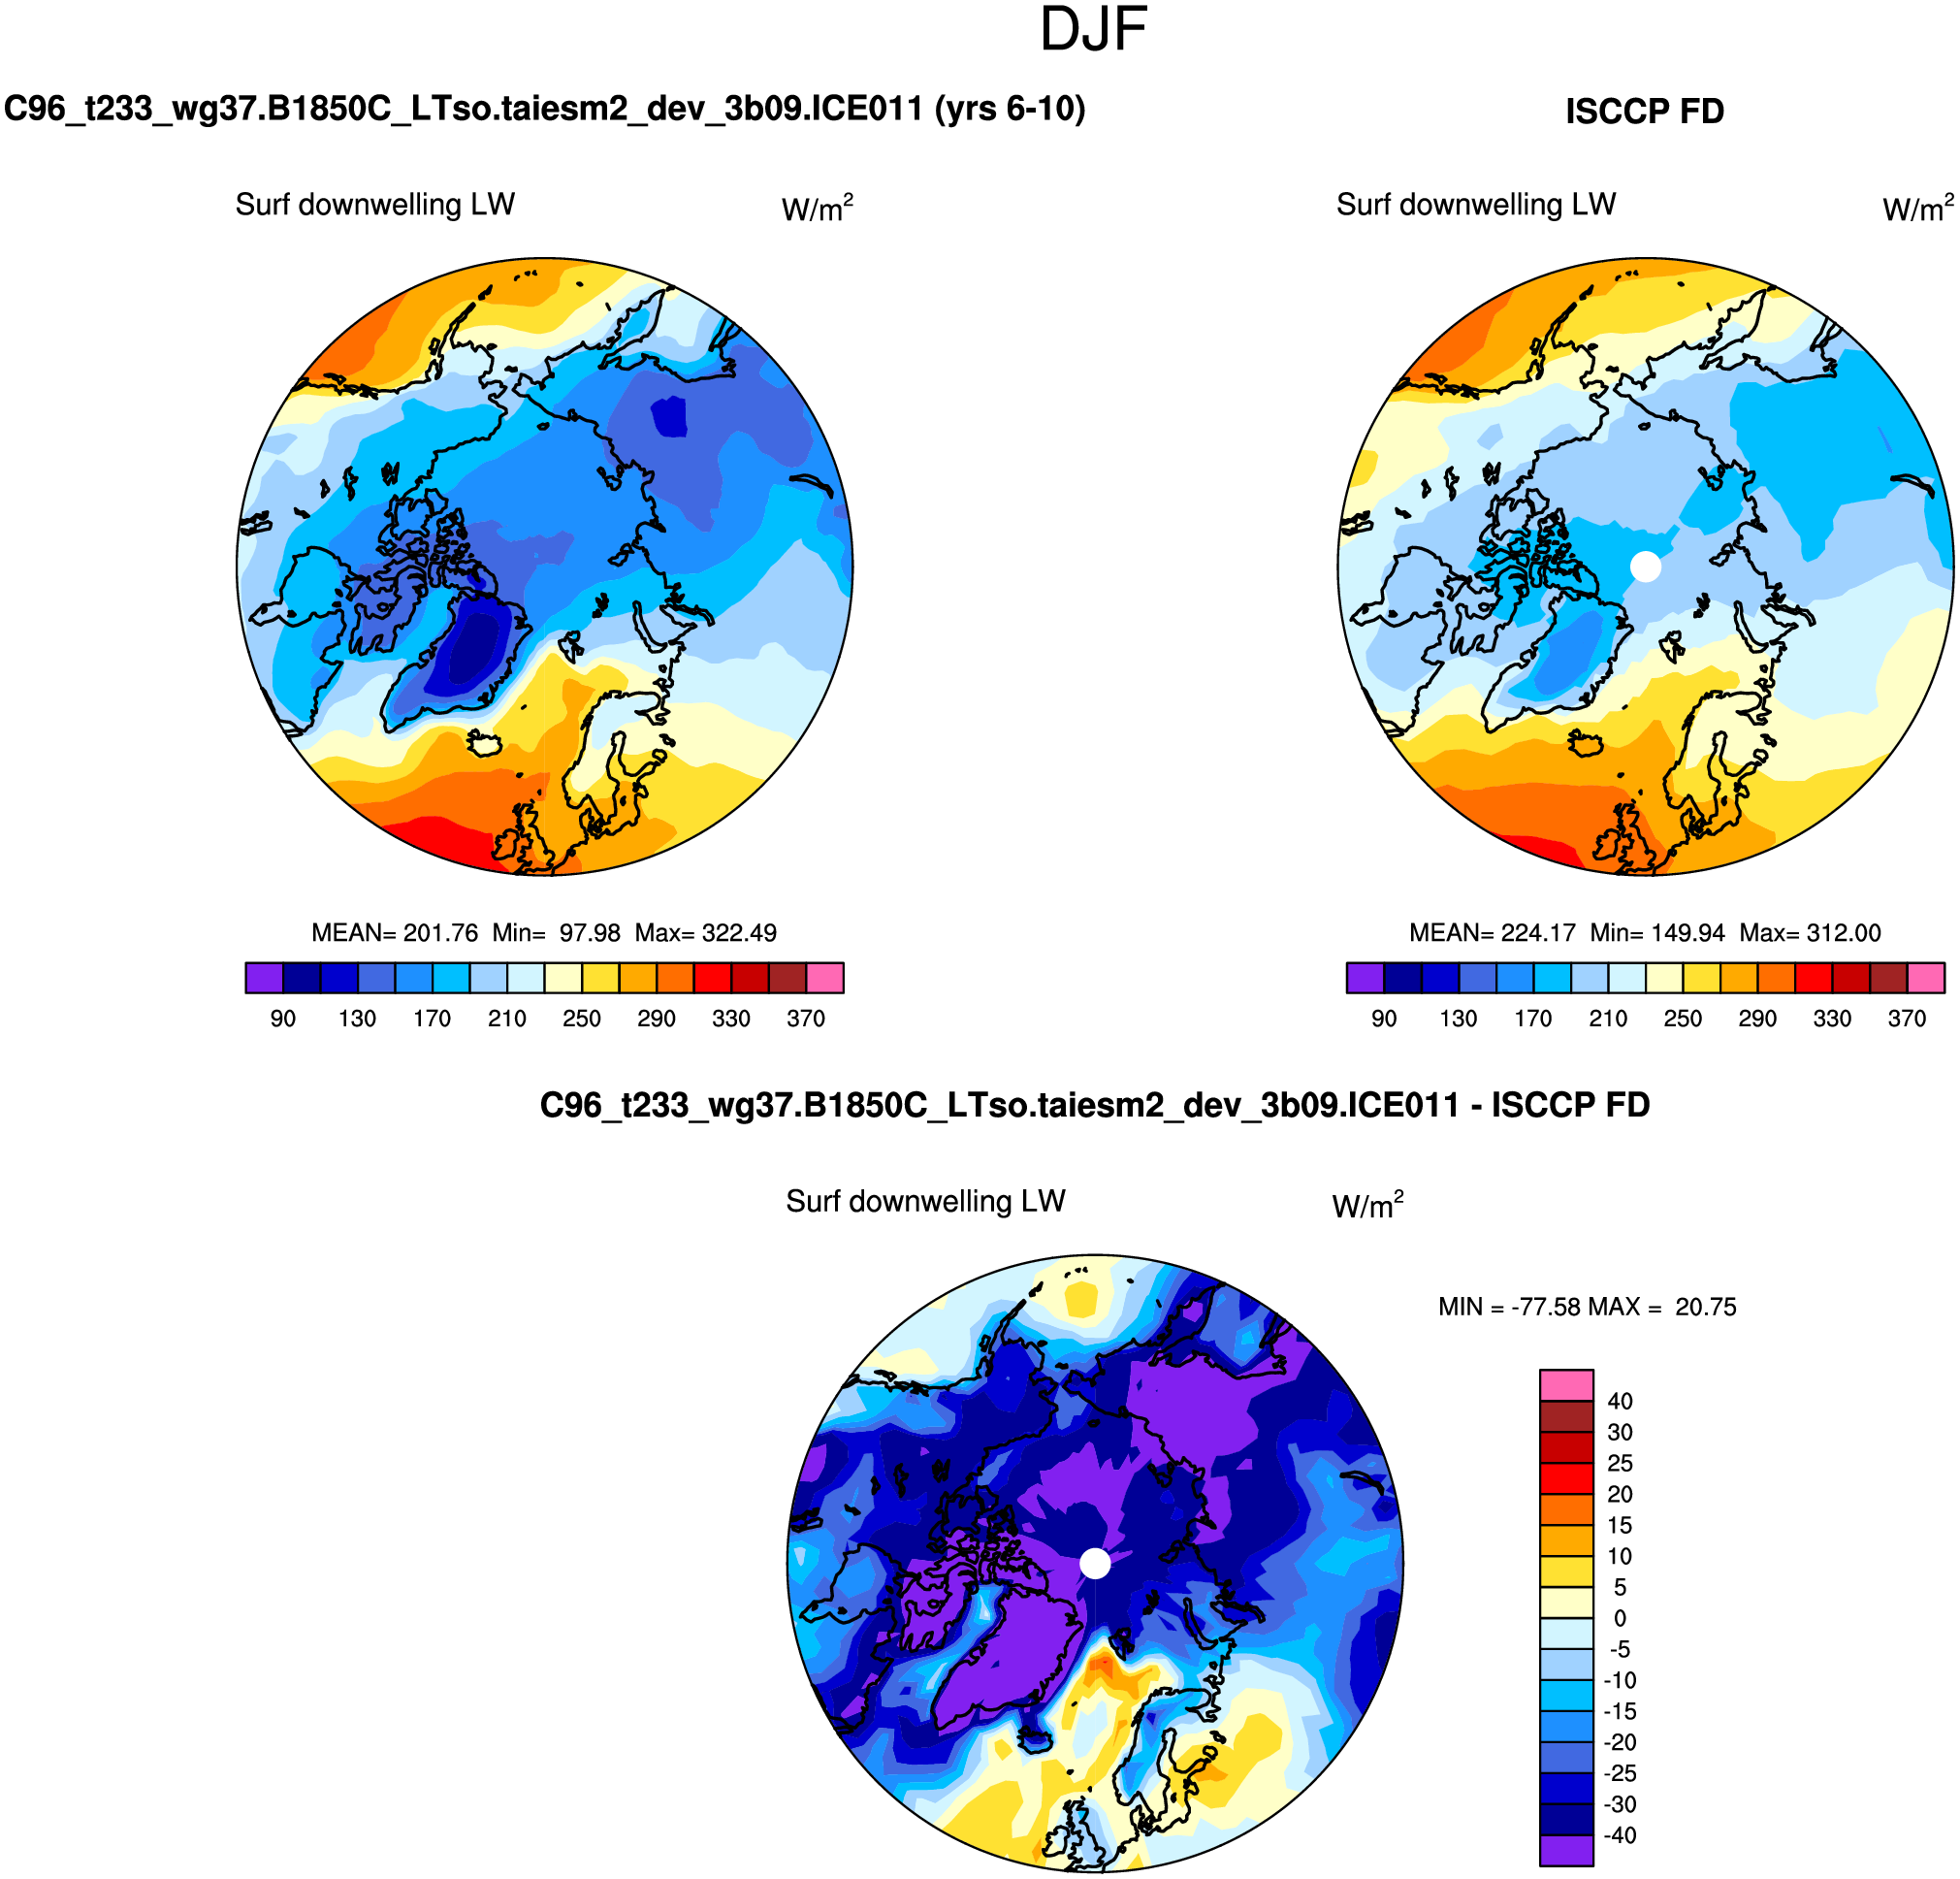 DJF
C96_t233_wg37.B1850C_LTso.taiesm2_dev_3b09.ICE011 (yrs 6-10)
ISCCP FD
Surf downwelling LW W/m²
Surf downwelling LW W/m²
MEAN= 201.76 Min= 97.98 Max= 322.49
MEAN= 224.17 Min= 149.94 Max= 312.00
90 130 170 210 250 290 330 370
90 130 170 210 250 290 330 370
C96_t233_wg37.B1850C_LTso.taiesm2_dev_3b09.ICE011 - ISCCP FD
Surf downwelling LW W/m²
MIN = -77.58 MAX = 20.75
40
30
25
20
15
10
5
0
-5
-10
-15
-20
-25
-30
-40